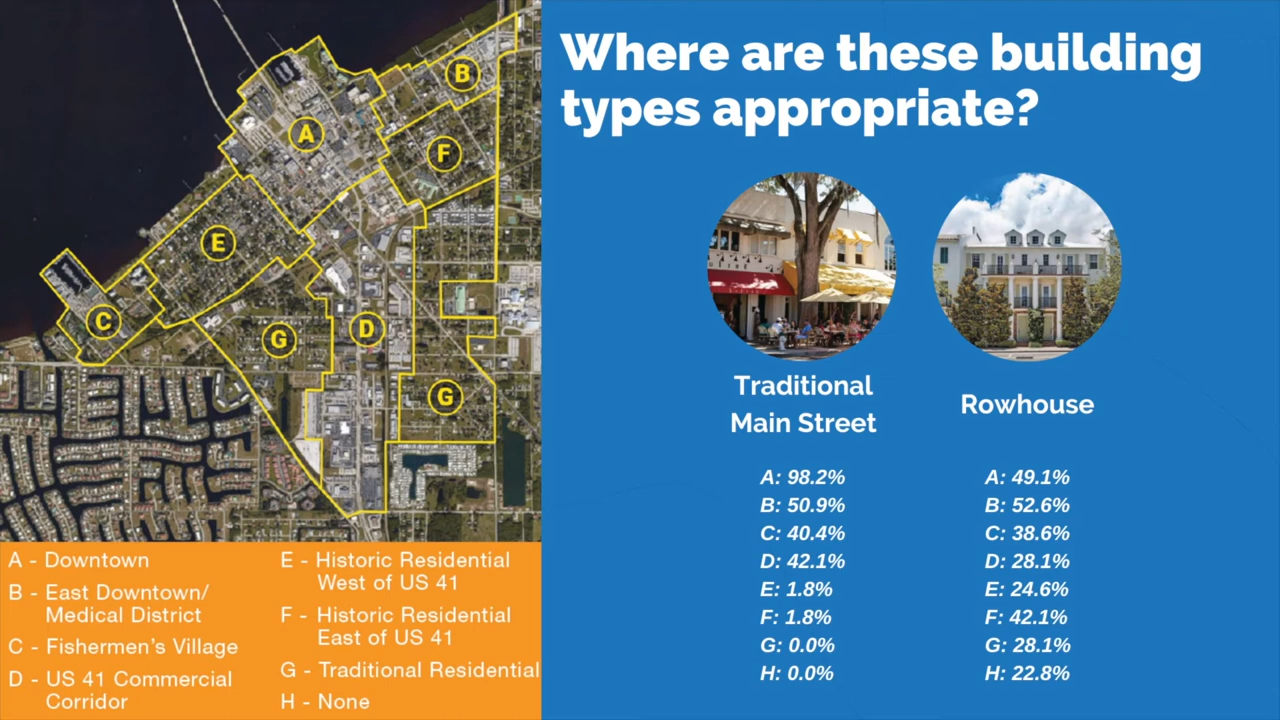 Where are these building
types appropriate?
A
B
F
E
C
D
G
G
Traditional
Main Street
Rowhouse
A: 98.2%
B: 50.9%
C: 40.4%
D: 42.1%
E: 1.8%
F: 1.8%
G: 0.0%
H: 0.0%
A: 49.1%
B: 52.6%
C: 38.6%
D: 28.1%
E: 24.6%
F: 42.1%
G: 28.1%
H: 22.8%
A - Downtown
B - East Downtown/
Medical District
C - Fishermen's Village
D - US 41 Commercial
Corridor
E - Historic Residential
West of US 41
F - Historic Residential
East of US 41
G - Traditional Residential
H - None